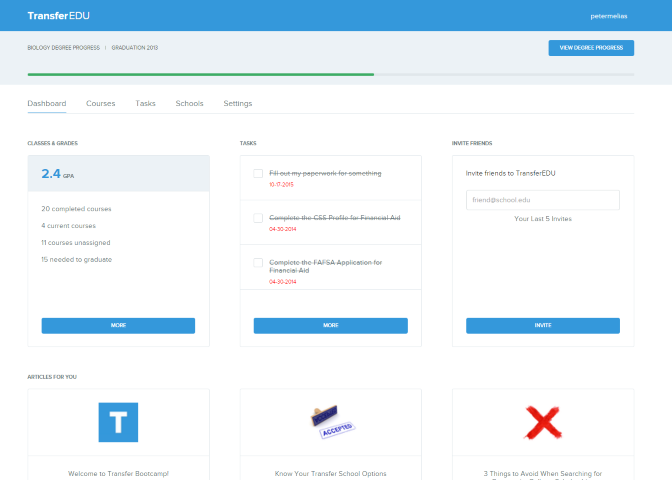 TransferEDU
petermelias
BIOLOGY DEGREE PROGRESS | GRADUATION 2013
VIEW DEGREE PROGRESS
Dashboard Courses Tasks Schools Settings
CLASSES & GRADES
2.4 GPA
20 completed courses
4 current courses
11 courses unassigned
15 needed to graduate
MORE
TASKS
Fill out my paperwork for something
10-17-2015
Complete the CSS Profile for Financial Aid
04-30-2014
Complete the FAFSA Application for
Financial Aid
04-30-2014
MORE
INVITE FRIENDS
Invite friends to TransferEDU
friend@school.edu
Your Last 5 Invites
INVITE
ARTICLES FOR YOU
T
Welcome to Transfer Bootcamp!
ACCEPTED
Know Your Transfer School Options
3 Things to Avoid When Searching for